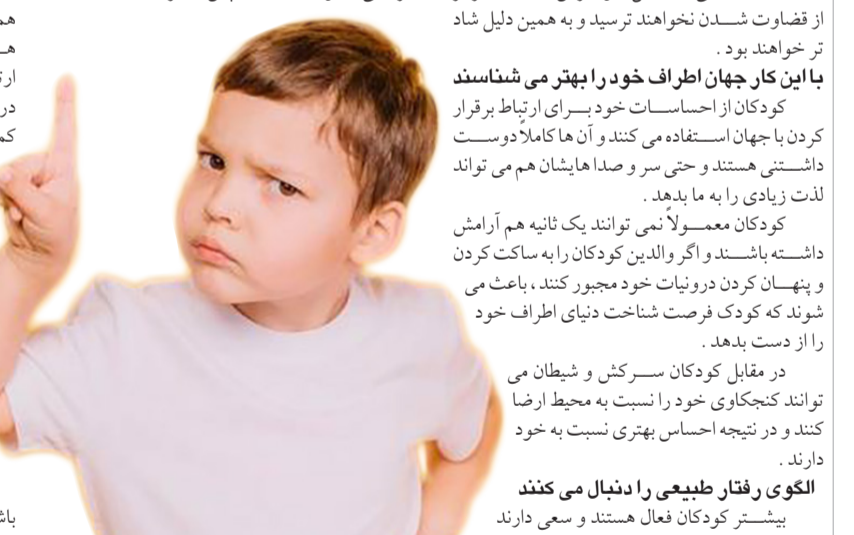 از قضاوت شدن نخواهند ترسید و به همین دلیل شاد
تر خواهند بود .
با این کار جهان اطراف خود را بهتر می شناسند
کودکان از احساسات خود برای ارتباط برقرار
کردن با جهان استفاده می کنند و آن ها کاملاً دوست
داشتنی هستند و حتی سر و صدا هایشان هم می تواند
لذت زیادی را به ما بدهد .
کودکان معمولاً نمی توانند یک ثانیه هم آرامش
داشته باشند و اگر والدین کودکان را به ساکت کردن
و پنهان کردن درونیات خود مجبور کنند ، باعث می
شوند که کودک فرصت شناخت دنیای اطراف خود
را از دست بدهد .
در مقابل کودکان سرکش و شیطان می
توانند کنجکاوی خود را نسبت به محیط ارضا
کنند و در نتیجه احساس بهتری نسبت به خود
دارند .
الگوی رفتار طبیعی را دنبال می کنند
بیشتر کودکان فعال هستند و سعی دارند